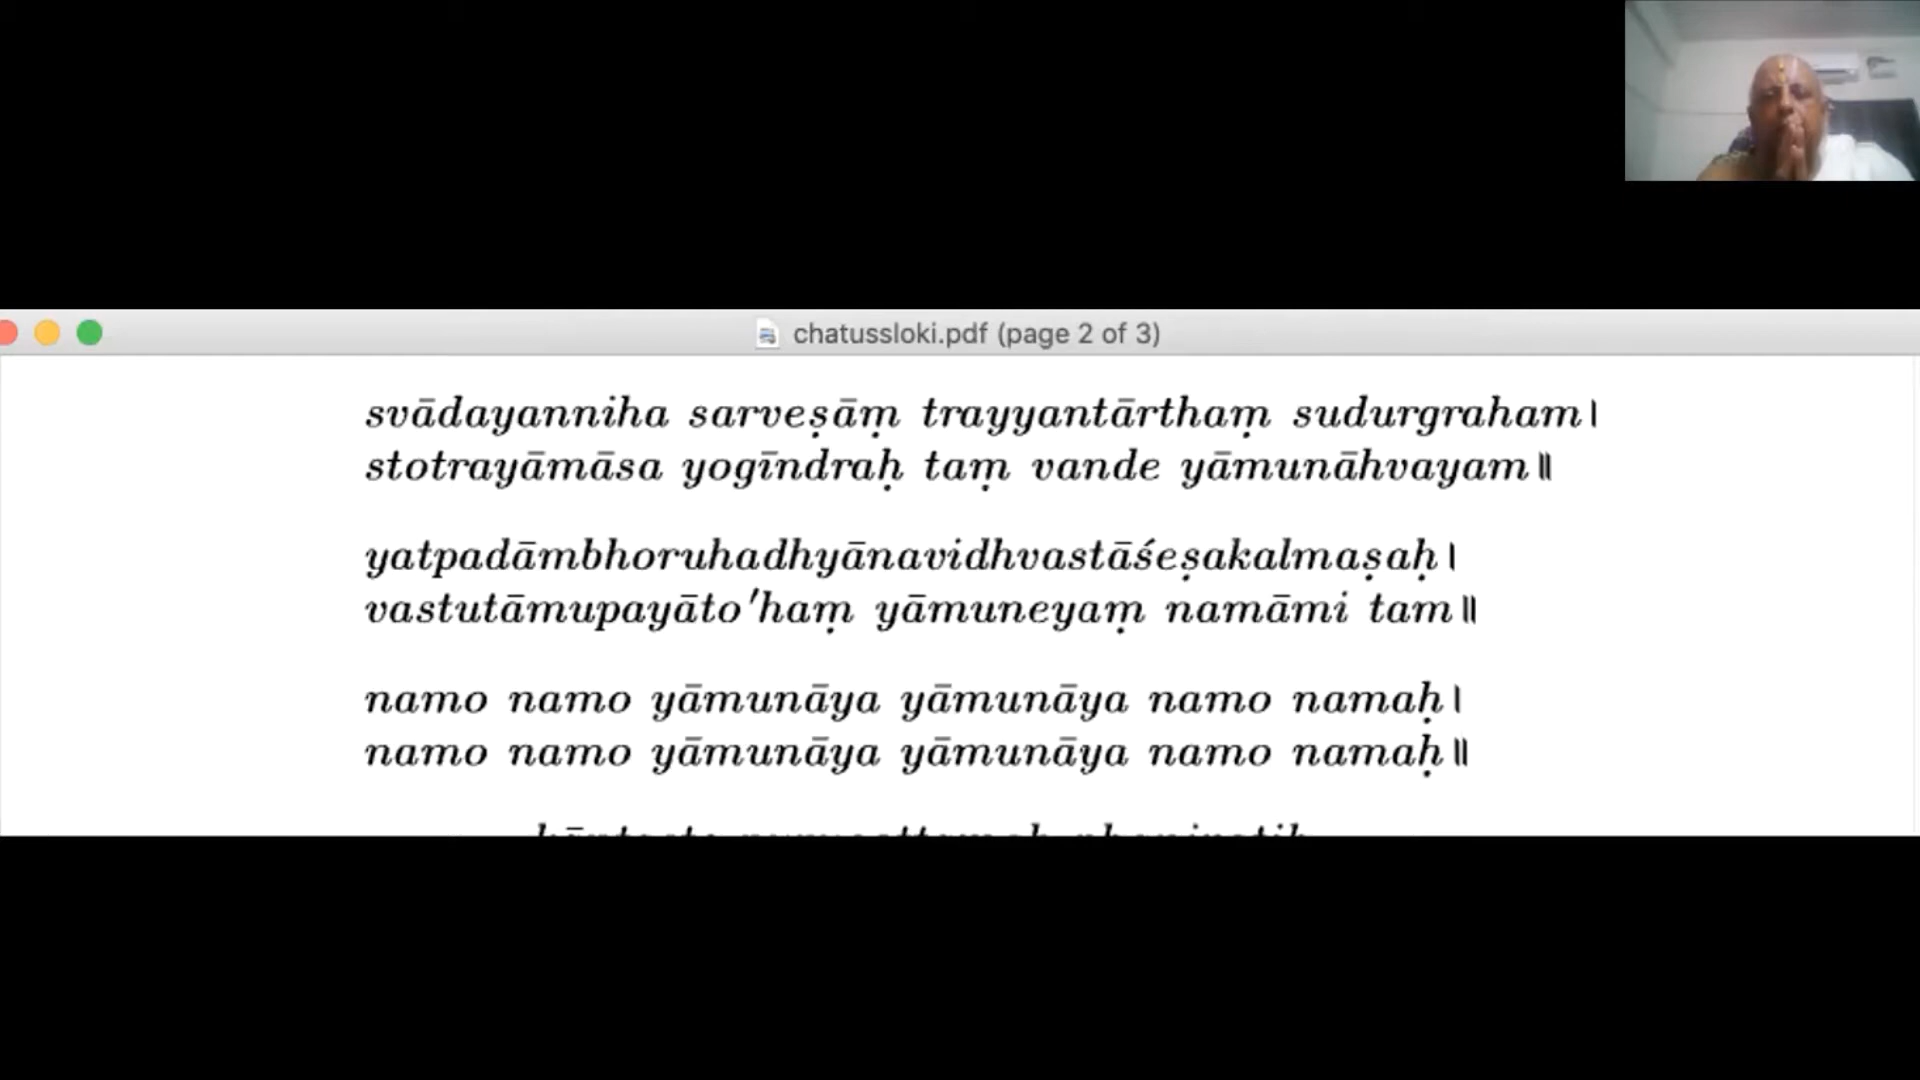 chatussloki.pdf (page 2 of 3)
svādayanniha sarveṣāṃ trayyantārthaṃ sudurgraham।
stotrayāmāsa yogīndraḥ taṃ vande yāmunāhvayam॥
yatpadāmbhoruhadhyānavidhvastāśeṣakalmaṣaḥ।
vastutāmupayāto'haṃ yāmuneyaṃ namāmi tam॥
namo namo yāmunāya yāmunāya namo namaḥ।
namo namo yāmunāya yāmunāya namo namaḥ॥